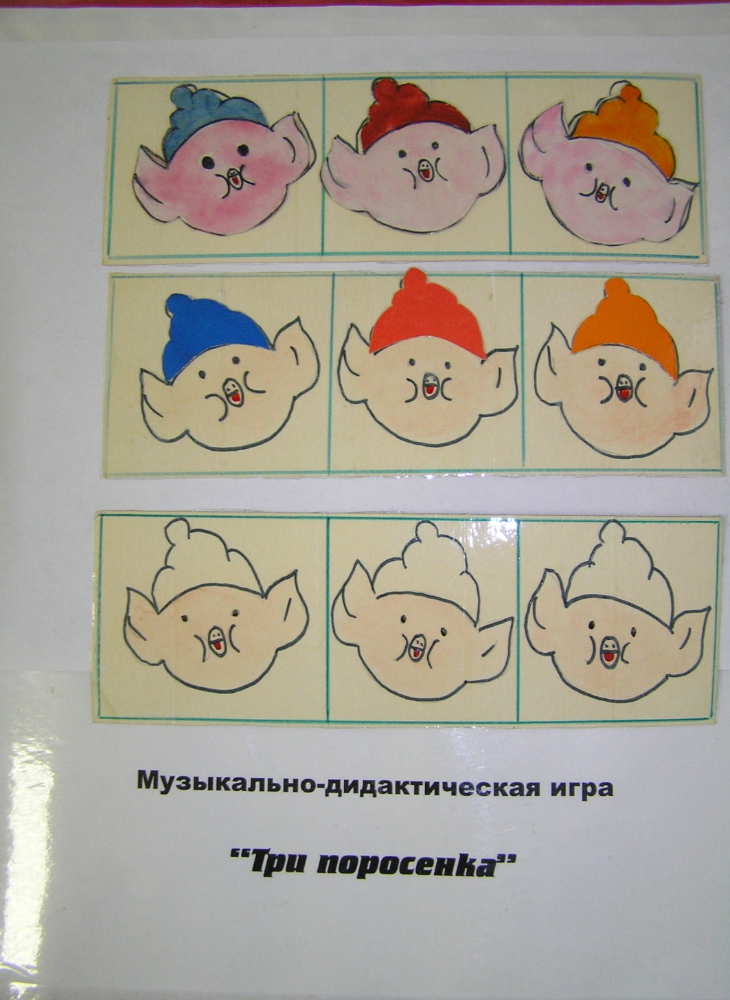 Музыкально-дидактическая игра
“Три поросенка”